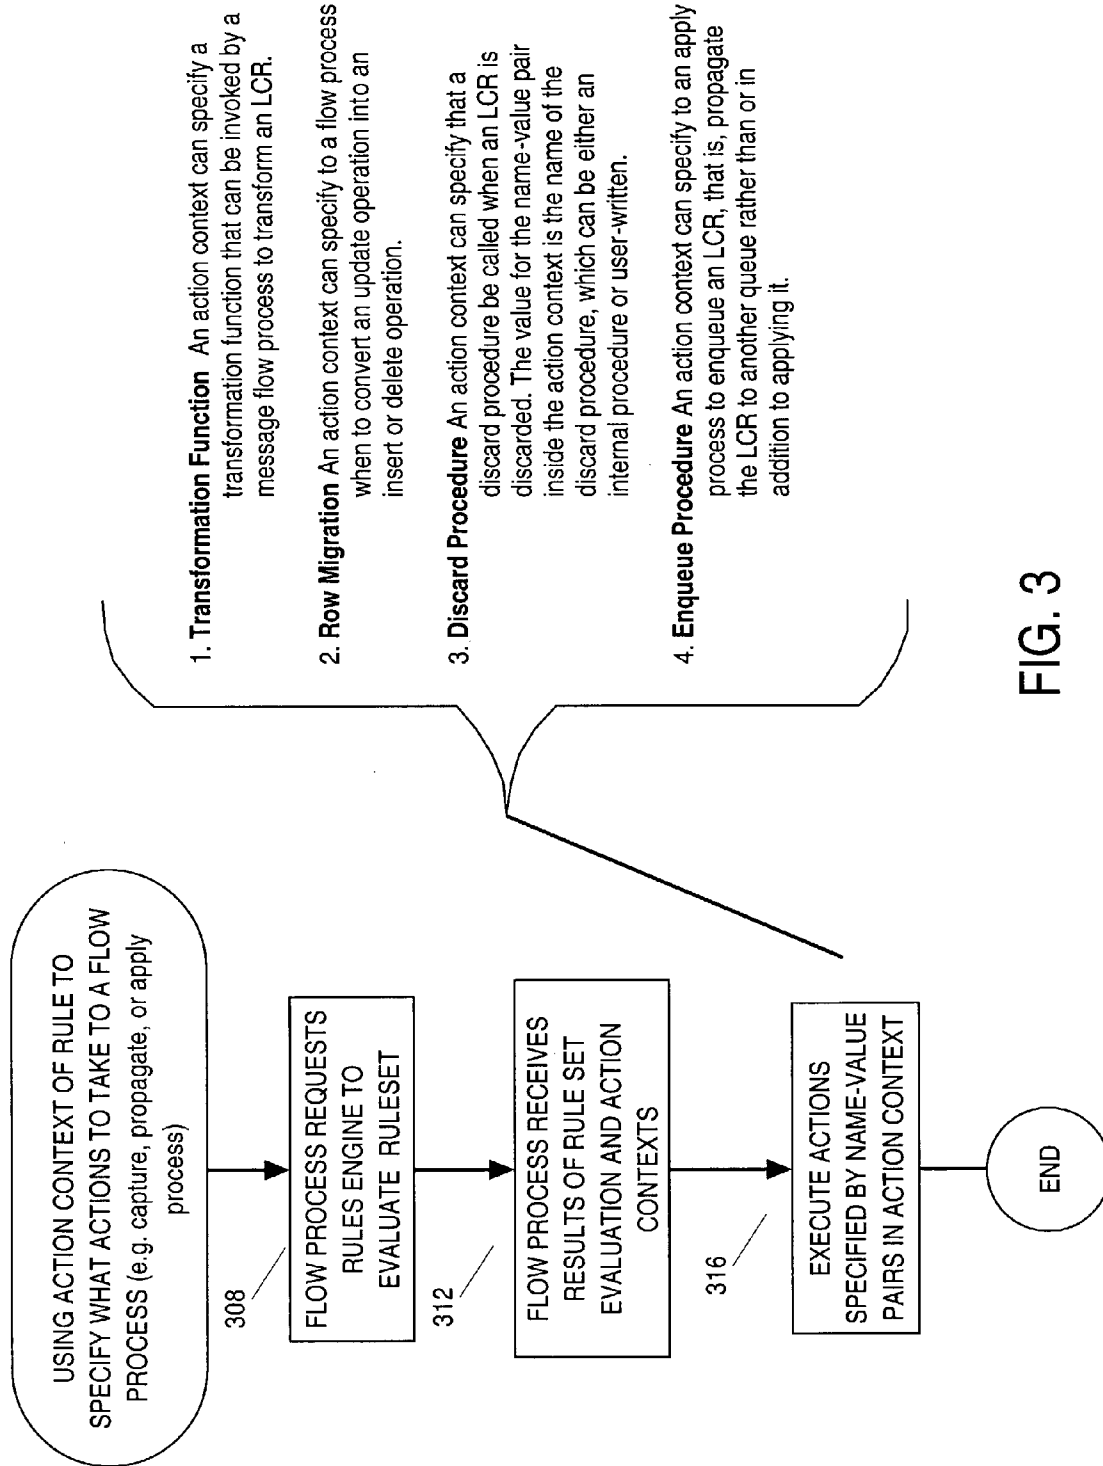 USING ACTION CONTEXT OF RULE TO
SPECIFY WHAT ACTIONS TO TAKE TO A FLOW
PROCESS (e.g. capture, propagate, or apply
process)
308
FLOW PROCESS REQUESTS
RULES ENGINE TO
EVALUATE RULESET
312
FLOW PROCESS RECEIVES
RESULTS OF RULE SET
EVALUATION AND ACTION
CONTEXTS
316
EXECUTE ACTIONS
SPECIFIED BY NAME-VALUE
PAIRS IN ACTION CONTEXT
END
1. Transformation Function An action context can specify a
transformation function that can be invoked by a
message flow process to transform an LCR.
2. Row Migration An action context can specify to a flow process
when to convert an update operation into an
insert or delete operation.
3. Discard Procedure An action context can specify that a
discard procedure be called when an LCR is
discarded. The value for the name-value pair
inside the action context is the name of the
discard procedure, which can be either an
internal procedure or user-written.
4. Enqueue Procedure An action context can specify to an apply
process to enqueue an LCR, that is, propagate
the LCR to another queue rather than or in
addition to applying it.
FIG. 3